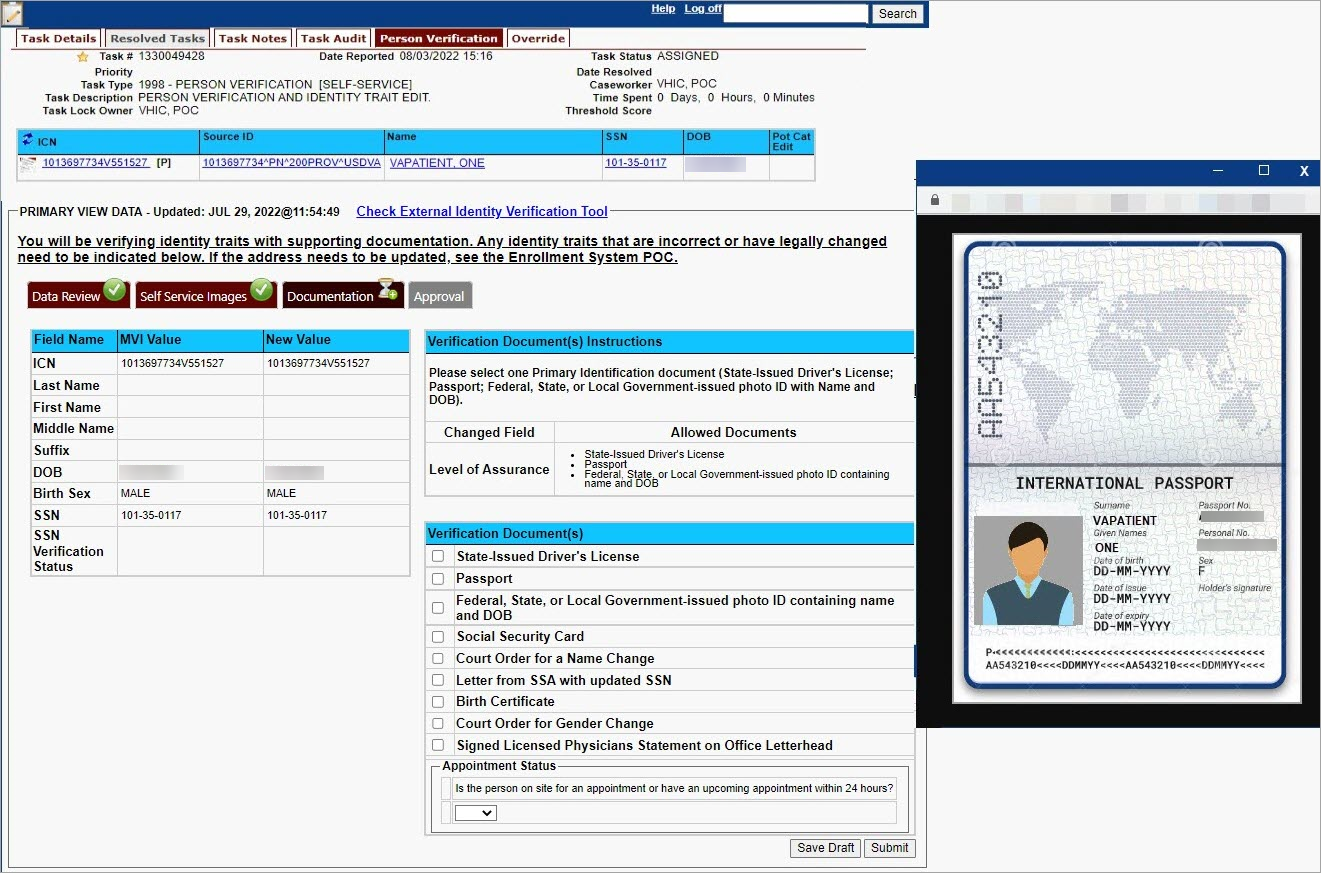 Help Log off Search
Task Details Resolved Tasks Task Notes Task Audit Person Verification Override
Task # 1330049428 Date Reported 08/03/2022 15:16 Task Status ASSIGNED
Priority Date Resolved
Task Type 1998 - PERSON VERIFICATION [SELF-SERVICE] Caseworker VHIC, POC
Task Description PERSON VERIFICATION AND IDENTITY TRAIT EDIT. Time Spent 0 Days, 0 Hours, 0 Minutes
Task Lock Owner VHIC, POC Threshold Score
ICN Source ID Name SSN DOB Pot Cat
Edit
1013697734V551527 [P] 1013697734^PN^200PROV^USDVA VAPATIENT, ONE 101-35-0117
PRIMARY VIEW DATA - Updated: JUL 29, 2022@11:54:49 Check External Identity Verification Tool
You will be verifying identity traits with supporting documentation. Any identity traits that are incorrect or have legally changed
need to be indicated below. If the address needs to be updated, see the Enrollment System POC.
Data Review Self Service Images Documentation Approval
Field Name MVI Value New Value
ICN 1013697734V551527 1013697734V551527
Last Name
First Name
Middle Name
Suffix
DOB
Birth Sex MALE MALE
SSN 101-35-0117 101-35-0117
SSN
Verification
Status
Verification Document(s) Instructions
Please select one Primary Identification document (State-Issued Driver's License;
Passport; Federal, State, or Local Government-issued photo ID with Name and
DOB).
Changed Field Allowed Documents
Level of Assurance
State-Issued Driver's License
Passport
Federal, State, or Local Government-issued photo ID containing
name and DOB
Verification Document(s)
State-Issued Driver's License
Passport
Federal, State, or Local Government-issued photo ID containing name
and DOB
Social Security Card
Court Order for a Name Change
Letter from SSA with updated SSN
Birth Certificate
Court Order for Gender Change
Signed Licensed Physicians Statement on Office Letterhead
Appointment Status
Is the person on site for an appointment or have an upcoming appointment within 24 hours?
Save Draft Submit
X
AA543210
INTERNATIONAL PASSPORT
Surname Passport No.
VAPATIENT
Given Names Personal No.
ONE
Date of birth Sex
DD-MM-YYYY F
Date of issue Holder's signature
DD-MM-YYYY
Date of expiry
DD-MM-YYYY
AA543210<<<<DDMMYY<<<<AA543210<<<<DDMMYY<<<<